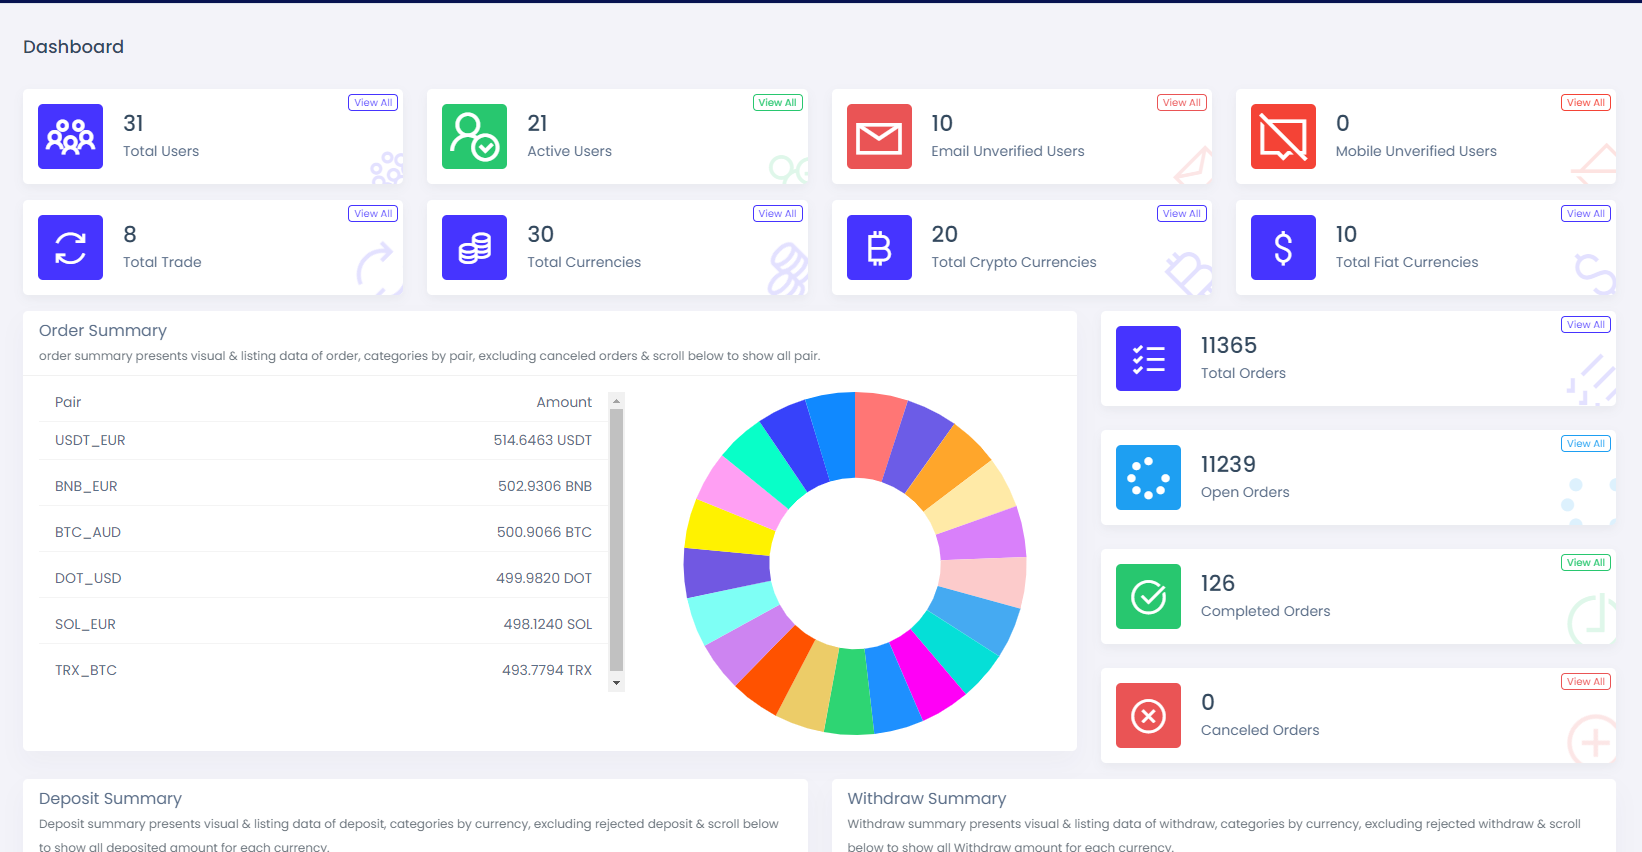 Dashboard
View All
31
Total Users
View All
21
Active Users
View All
10
Email Unverified Users
View All
0
Mobile Unverified Users
View All
8
Total Trade
View All
30
Total Currencies
View All
20
Total Crypto Currencies
View All
10
Total Fiat Currencies
Order Summary
order summary presents visual & listing data of order, categories by pair, excluding canceled orders & scroll below to show all pair.
Pair Amount
USDT_EUR 514.6463 USDT
BNB_EUR 502.9306 BNB
BTC_AUD 500.9066 BTC
DOT_USD 499.9820 DOT
SOL_EUR 498.1240 SOL
TRX_BTC 493.7794 TRX
View All
11365
Total Orders
View All
11239
Open Orders
View All
126
Completed Orders
View All
0
Canceled Orders
Deposit Summary
Deposit summary presents visual & listing data of deposit, categories by currency, excluding rejected deposit & scroll below
to show all deposited amount for each currency.
Withdraw Summary
Withdraw summary presents visual & listing data of withdraw, categories by currency, excluding rejected withdraw & scroll
below to show all Withdraw amount for each currency.